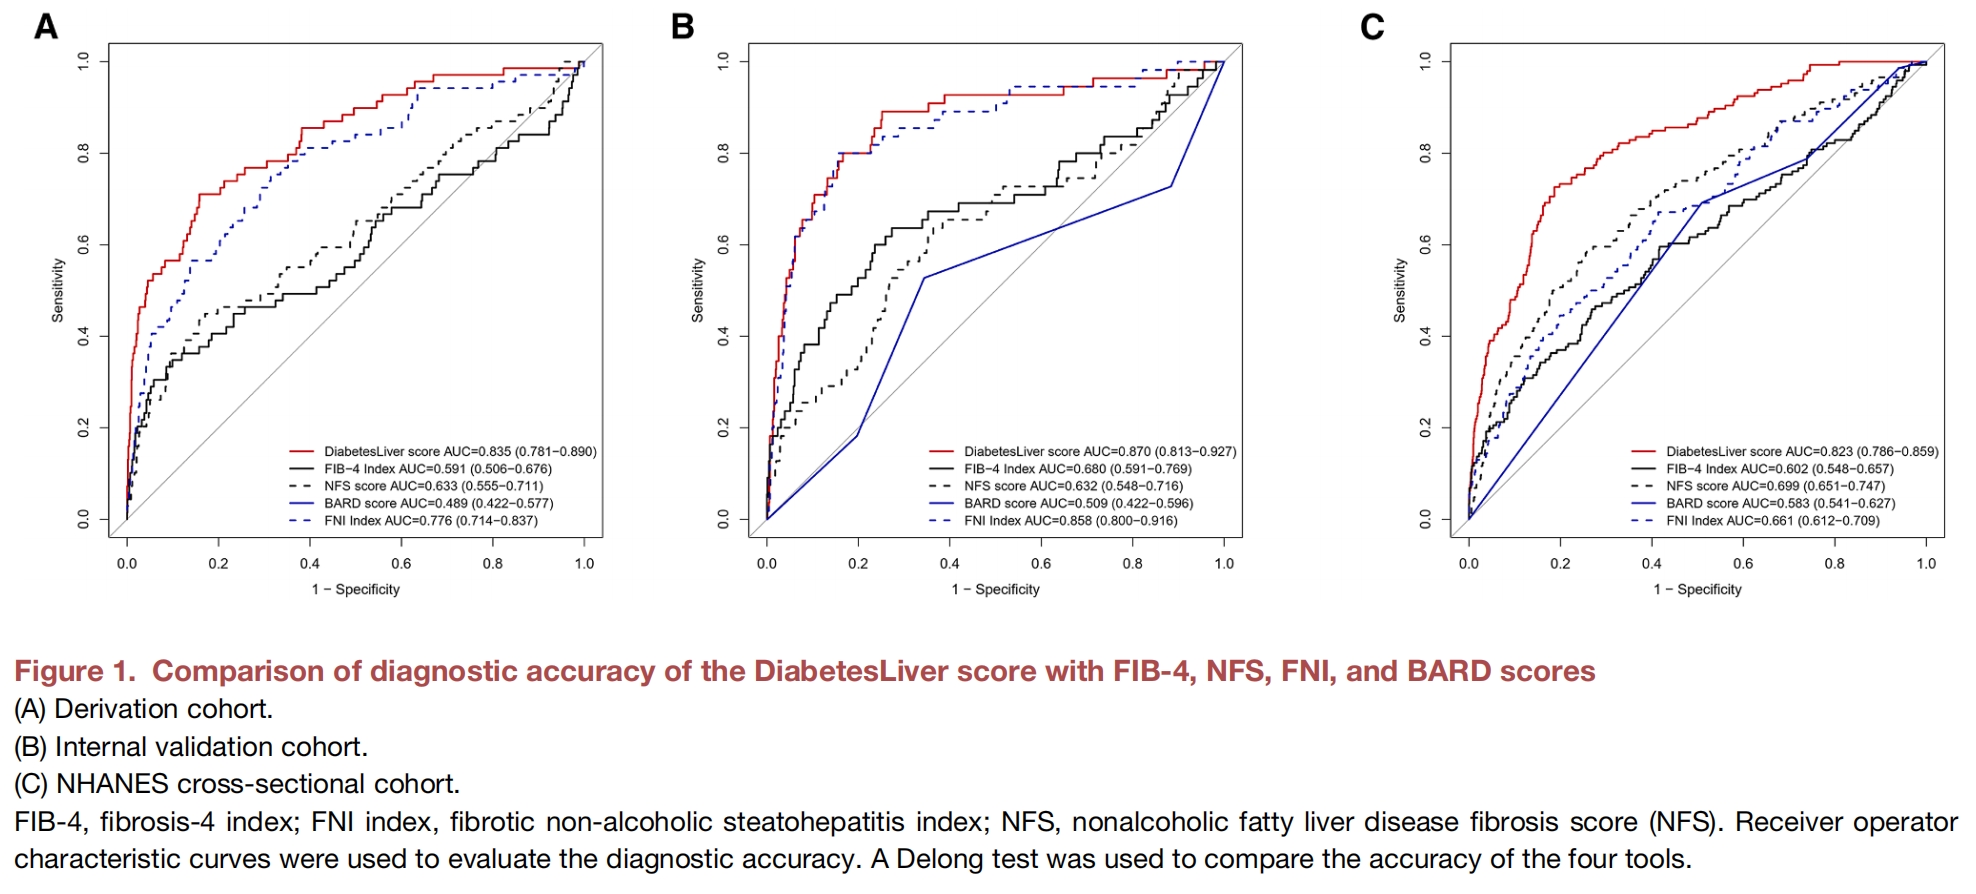 A
Sensitivity
1.0
0.8
0.6
0.4
0.2
0.0
DiabetesLiver score AUC=0.835 (0.781−0.890)
FIB−4 Index AUC=0.591 (0.506−0.676)
NFS score AUC=0.633 (0.555−0.711)
BARD score AUC=0.489 (0.422−0.577)
FNI Index AUC=0.776 (0.714−0.837)
0.0 0.2 0.4 0.6 0.8 1.0
1 − Specificity
B
Sensitivity
1.0
0.8
0.6
0.4
0.2
0.0
DiabetesLiver score AUC=0.870 (0.813−0.927)
FIB−4 Index AUC=0.680 (0.591−0.769)
NFS score AUC=0.632 (0.548−0.716)
BARD score AUC=0.509 (0.422−0.596)
FNI Index AUC=0.858 (0.800−0.916)
0.0 0.2 0.4 0.6 0.8 1.0
1 − Specificity
C
Sensitivity
1.0
0.8
0.6
0.4
0.2
0.0
DiabetesLiver score AUC=0.823 (0.786−0.859)
FIB−4 Index AUC=0.602 (0.548−0.657)
NFS score AUC=0.699 (0.651−0.747)
BARD score AUC=0.583 (0.541−0.627)
FNI Index AUC=0.661 (0.612−0.709)
0.0 0.2 0.4 0.6 0.8 1.0
1 − Specificity
Figure 1. Comparison of diagnostic accuracy of the DiabetesLiver score with FIB-4, NFS, FNI, and BARD scores
(A) Derivation cohort.
(B) Internal validation cohort.
(C) NHANES cross-sectional cohort.
FIB-4, fibrosis-4 index; FNI index, fibrotic non-alcoholic steatohepatitis index; NFS, nonalcoholic fatty liver disease fibrosis score (NFS). Receiver operator
characteristic curves were used to evaluate the diagnostic accuracy. A Delong test was used to compare the accuracy of the four tools.